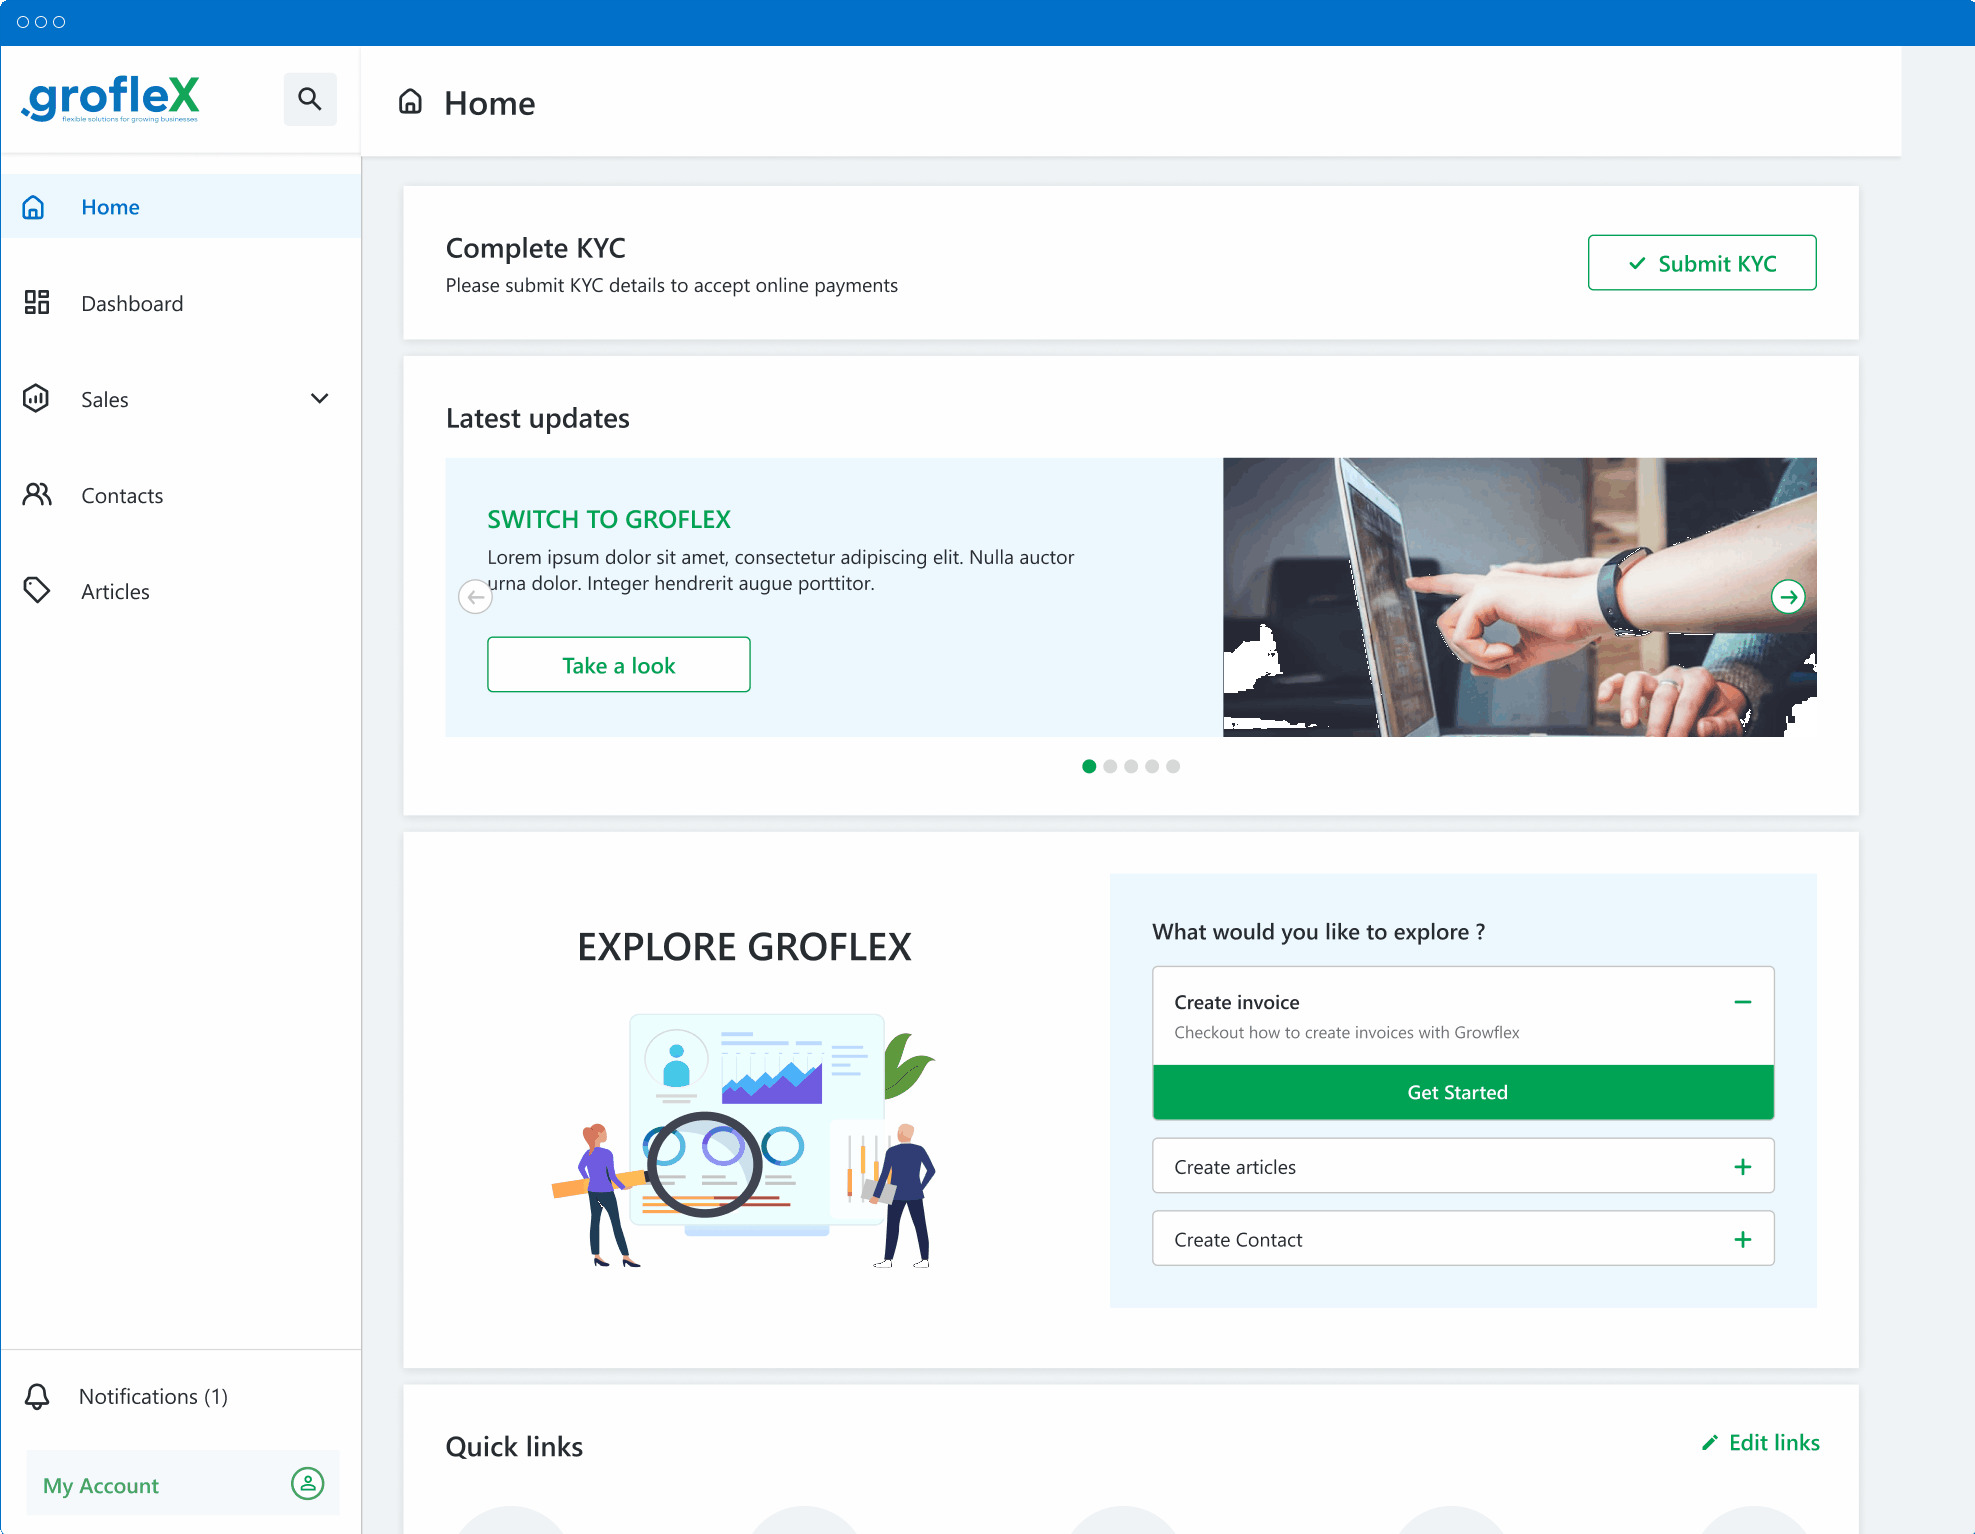 .grofleX
flexible solutions for growing businesses
Home
Home
Dashboard
Sales
Contacts
Articles
Notifications (1)
My Account
Complete KYC
Please submit KYC details to accept online payments
Submit KYC
Latest updates
SWITCH TO GROFLEX
Lorem ipsum dolor sit amet, consectetur adipiscing elit. Nulla auctor
urna dolor. Integer hendrerit augue porttitor.
Take a look
EXPLORE GROFLEX
What would you like to explore ?
Create invoice
Checkout how to create invoices with Growflex
Get Started
Create articles
Create Contact
Quick links
Edit links